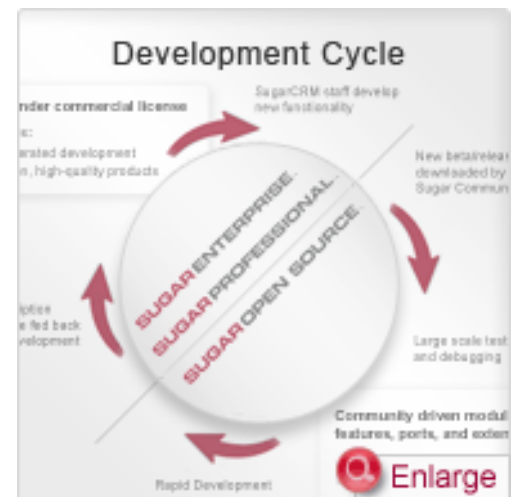 Development Cycle
SugarCRM staff develop
new functionality
nder commercial license
s:
erated development
n, high-quality products
New beta/releas
downloaded by
Sugar Commun
SUGAR ENTERPRISE.
SUGAR PROFESSIONAL.
SUGAR OPEN SOURCE.
iption
e fed back
velopment
Large scale test
and debugging
Community driven modul
features, ports, and exten
Rapid Development
Enlarge